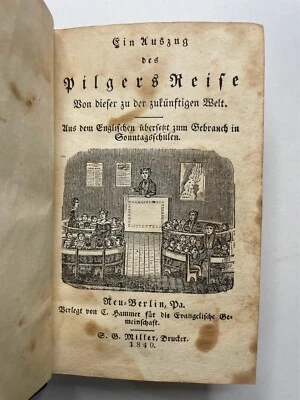 Ein Auszug
des
Pilgers Reise
Von dieser zu der zukünftigen Welt.
Aus dem Englischen übersetzt zum Gebrauch in
Sonntagsschulen.
Neu-Berlin, Pa.
Verlegt von C. Hammer für die Evangelische Ge-
meinschaft.
S. G. Miller, Drucker.
1840.